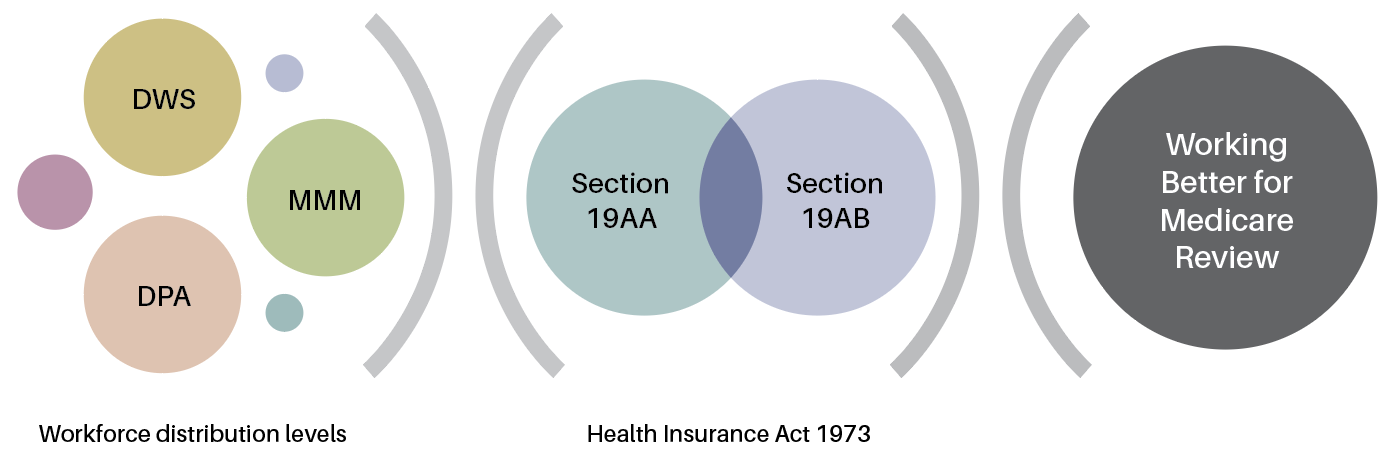 DWS
MMM
DPA
Workforce distribution levels
Section
19AA
Section
19AB
Health Insurance Act 1973
Working
Better for
Medicare
Review